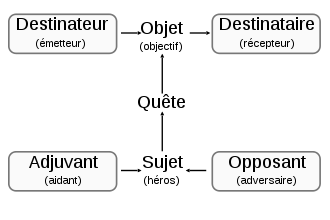 Destinateur
(émetteur)
Objet
(objectif)
Destinataire
(récepteur)
Quête
Adjuvant
(aidant)
Sujet
(héros)
Opposant
(adversaire)